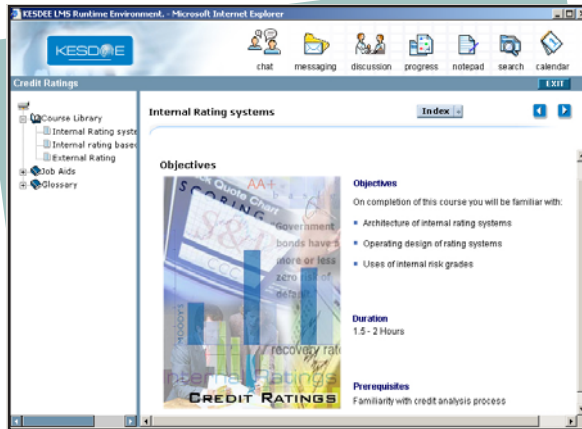 KESDEE LMS Runtime Environment, - Microsoft Internet Explorer
KESDEE
chat messaging discussion progress notepad search calendar
Credit Ratings
EXIT
Course Library
Internal Rating syste
Internal rating based
External Rating
Job Aids
Glossary
Internal Rating systems
Index
Objectives
AA+
Quote Chart
SCORING
S&P
CCC
MOODYS
Government
bonds have a
more or less
zero risk of
default.
recovery rate
Internal Ratings
CREDIT RATINGS
Objectives
On completion of this course you will be familiar with:
Architecture of internal rating systems
Operating design of rating systems
Uses of internal risk grades
Duration
1.5 - 2 Hours
Prerequisites
Familiarity with credit analysis process